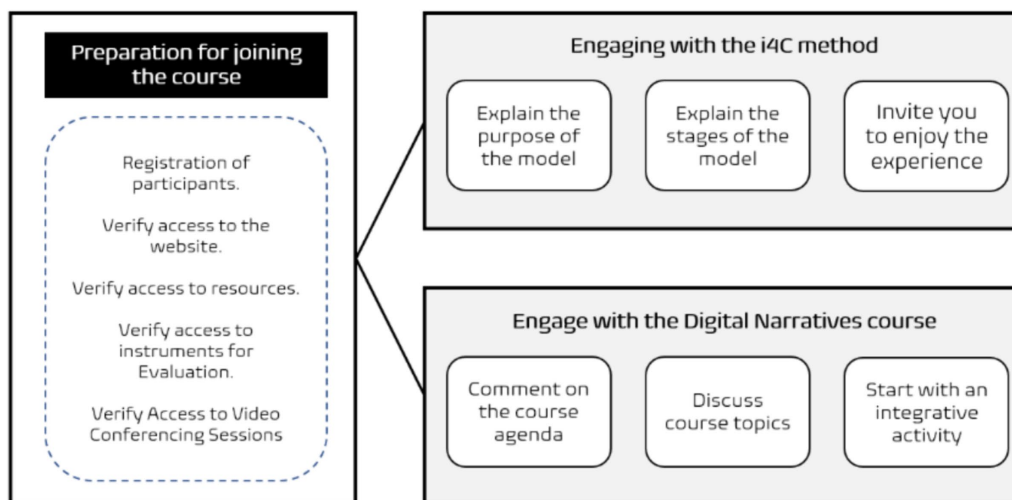 Preparation for joining
the course
Registration of
participants.
Verify access to the
website.
Verify access to resources.
Verify access to
instruments for
Evaluation.
Verify Access to Video
Conferencing Sessions
Engaging with the i4C method
Explain the
purpose of
the model
Explain the
stages of the
model
Invite you
to enjoy the
experience
Engage with the Digital Narratives course
Comment on
the course
agenda
Discuss
course topics
Start with an
integrative
activity